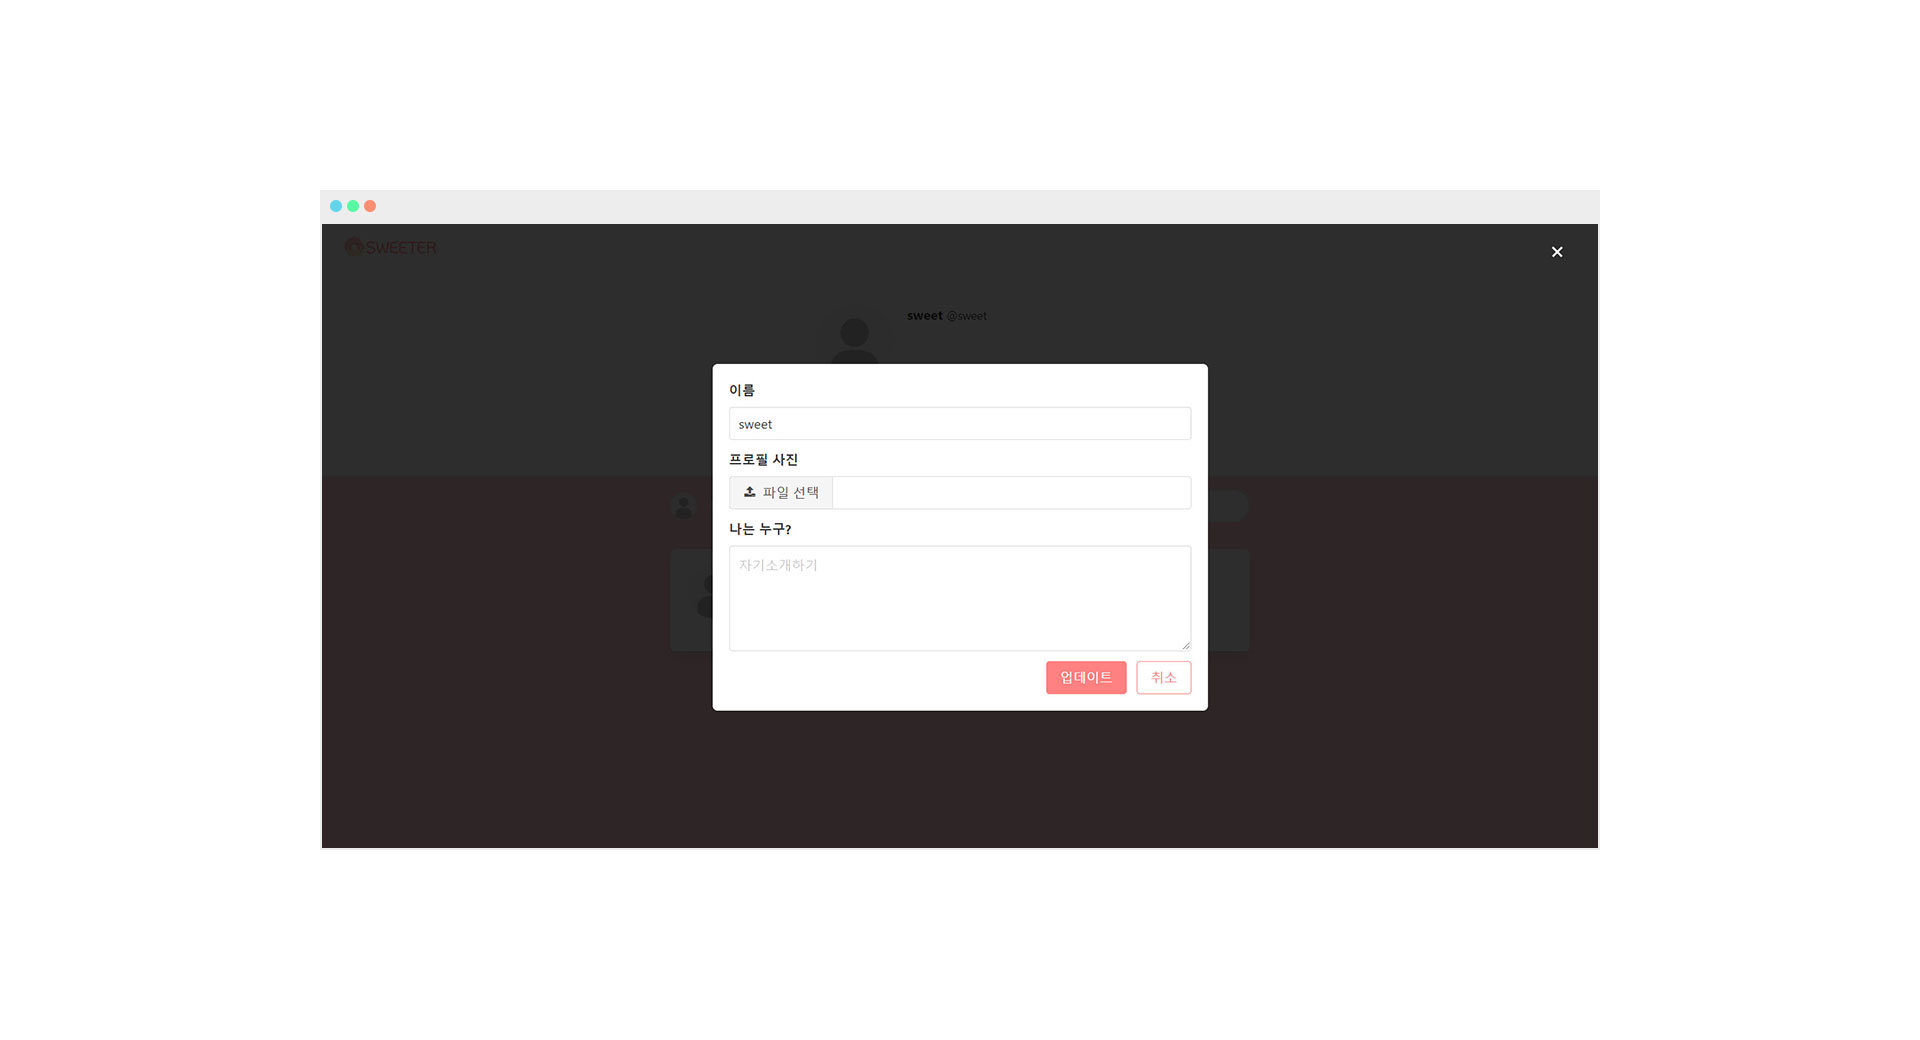 SWEETER
sweet @sweet
이름
sweet
프로필 사진
파일 선택
나는 누구?
자기소개하기
업데이트 취소